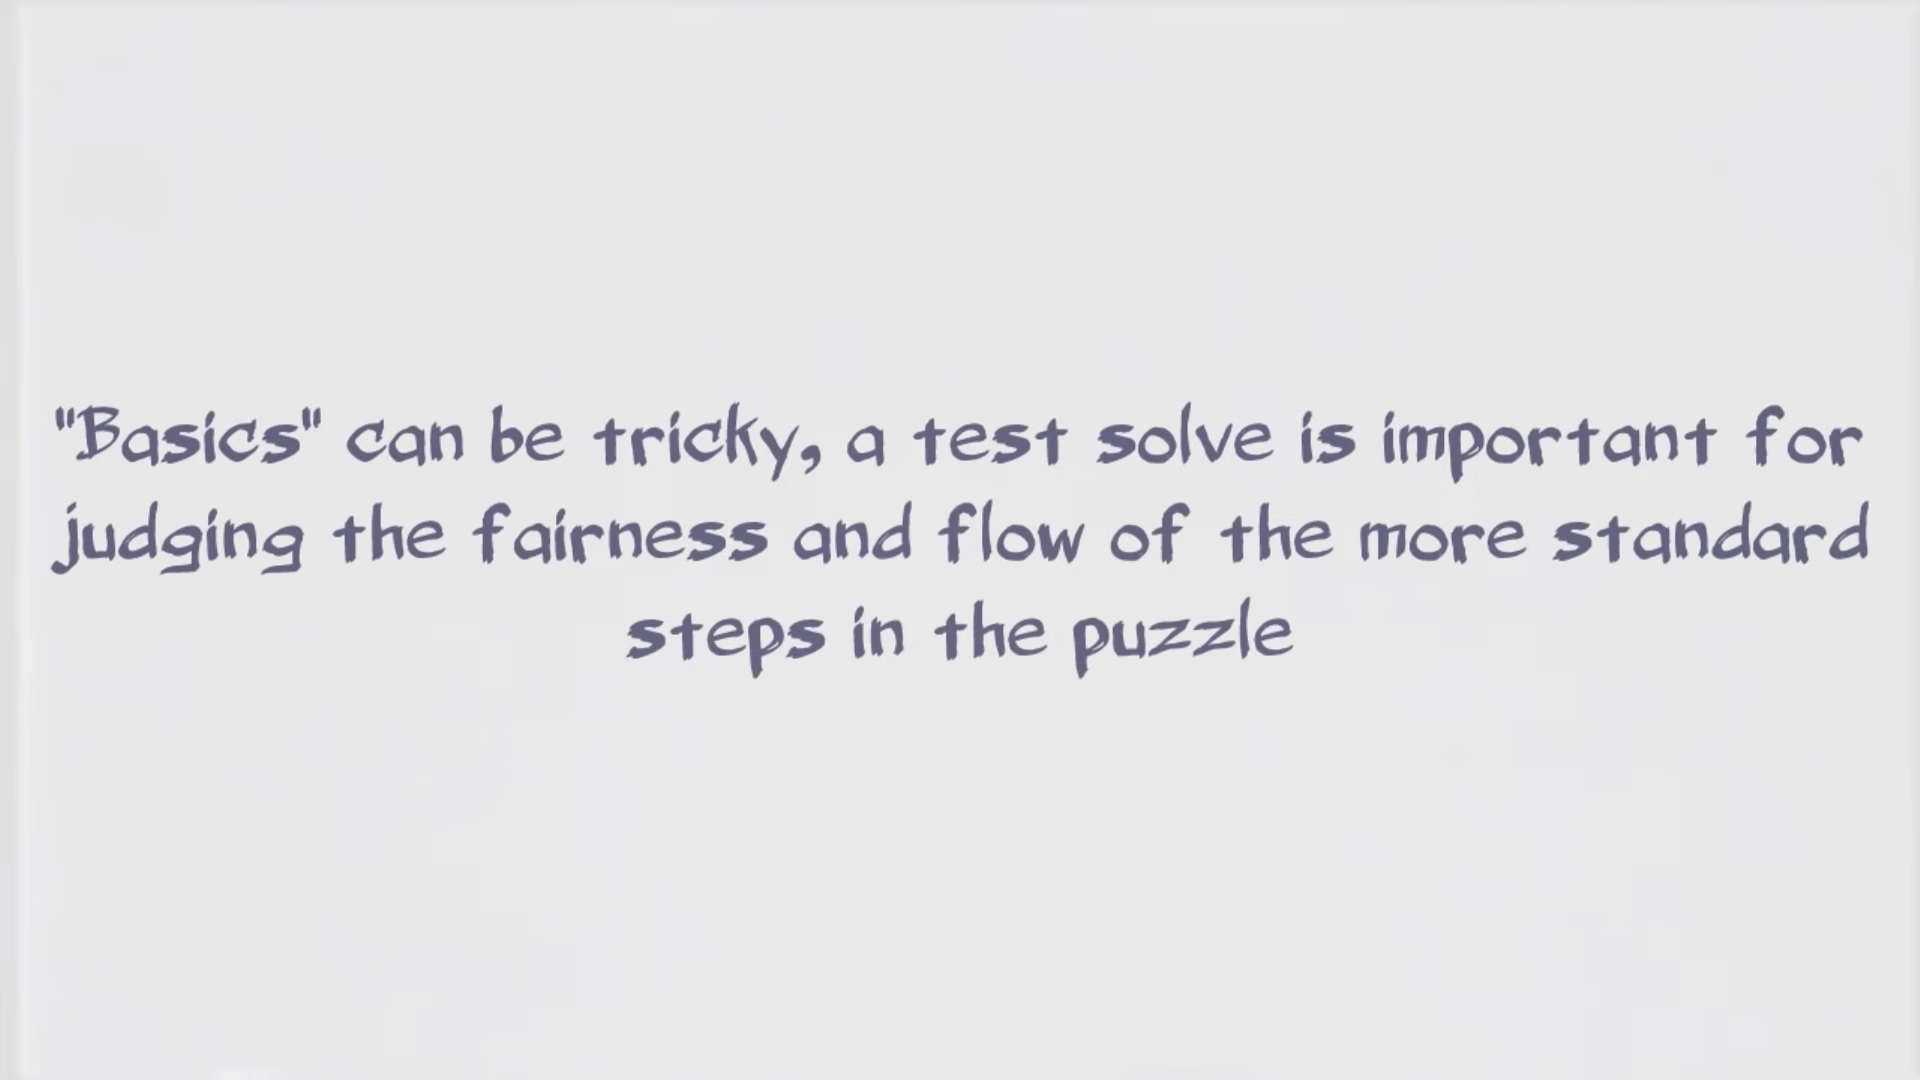 "Basics" can be tricky, a test solve is important for
judging the fairness and flow of the more standard
steps in the puzzle